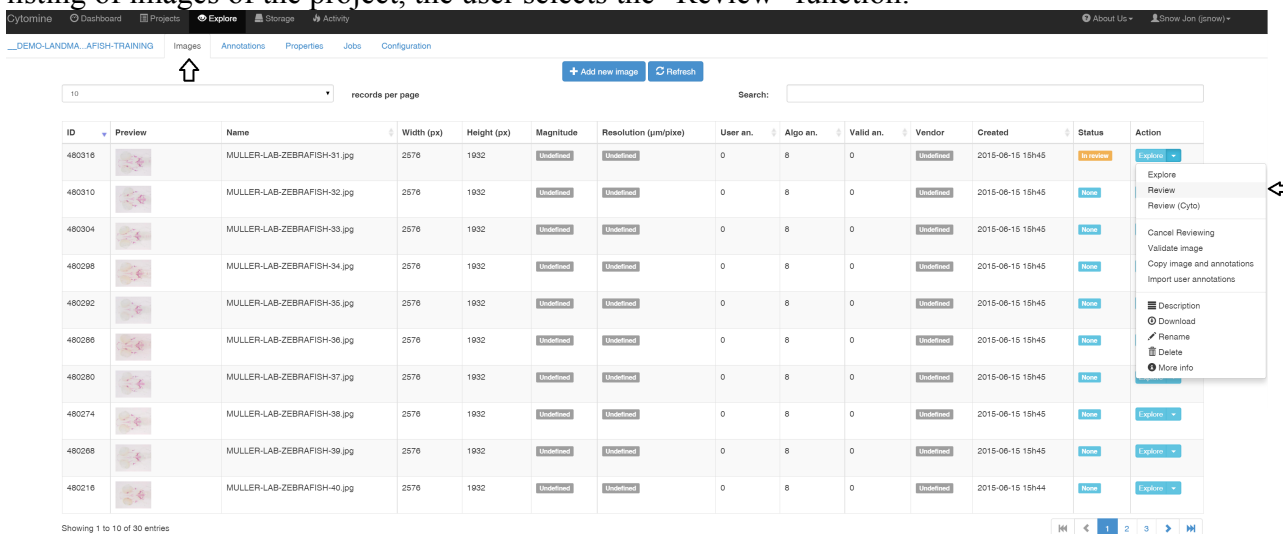 listing of images of the project, the user selects the "Review" function.
Cytomine Dashboard Projects Explore Storage Activity About Us Snow Jon (jsnow)
__DEMO-LANDMA...AFISH-TRAINING Images Annotations Properties Jobs Configuration
+ Add new image Refresh
10 records per page Search:
ID Preview Name Width (px) Height (px) Magnitude Resolution (µm/pixe) User an. Algo an. Valid an. Vendor Created Status Action
480316 MULLER-LAB-ZEBRAFISH-31.jpg 2576 1932 Undefined Undefined 0 8 0 Undefined 2015-06-15 15h45 In review Explore
Explore
480310 MULLER-LAB-ZEBRAFISH-32.jpg 2576 1932 Undefined Undefined 0 8 0 Undefined 2015-06-15 15h45 None Review
Review (Cyto)
480304 MULLER-LAB-ZEBRAFISH-33.jpg 2576 1932 Undefined Undefined 0 8 0 Undefined 2015-06-15 15h45 None Cancel Reviewing
Validate image
480298 MULLER-LAB-ZEBRAFISH-34.jpg 2576 1932 Undefined Undefined 0 8 0 Undefined 2015-06-15 15h45 None Copy image and annotations
Import user annotations
480292 MULLER-LAB-ZEBRAFISH-35.jpg 2576 1932 Undefined Undefined 0 8 0 Undefined 2015-06-15 15h45 None Description
Download
480286 MULLER-LAB-ZEBRAFISH-36.jpg 2576 1932 Undefined Undefined 0 8 0 Undefined 2015-06-15 15h45 None Rename
Delete
More info
480280 MULLER-LAB-ZEBRAFISH-37.jpg 2576 1932 Undefined Undefined 0 8 0 Undefined 2015-06-15 15h45 None
480274 MULLER-LAB-ZEBRAFISH-38.jpg 2576 1932 Undefined Undefined 0 8 0 Undefined 2015-06-15 15h45 None Explore
480268 MULLER-LAB-ZEBRAFISH-39.jpg 2576 1932 Undefined Undefined 0 8 0 Undefined 2015-06-15 15h45 None Explore
480216 MULLER-LAB-ZEBRAFISH-40.jpg 2576 1932 Undefined Undefined 0 8 0 Undefined 2015-06-15 15h44 None Explore
Showing 1 to 10 of 30 entries 1 2 3